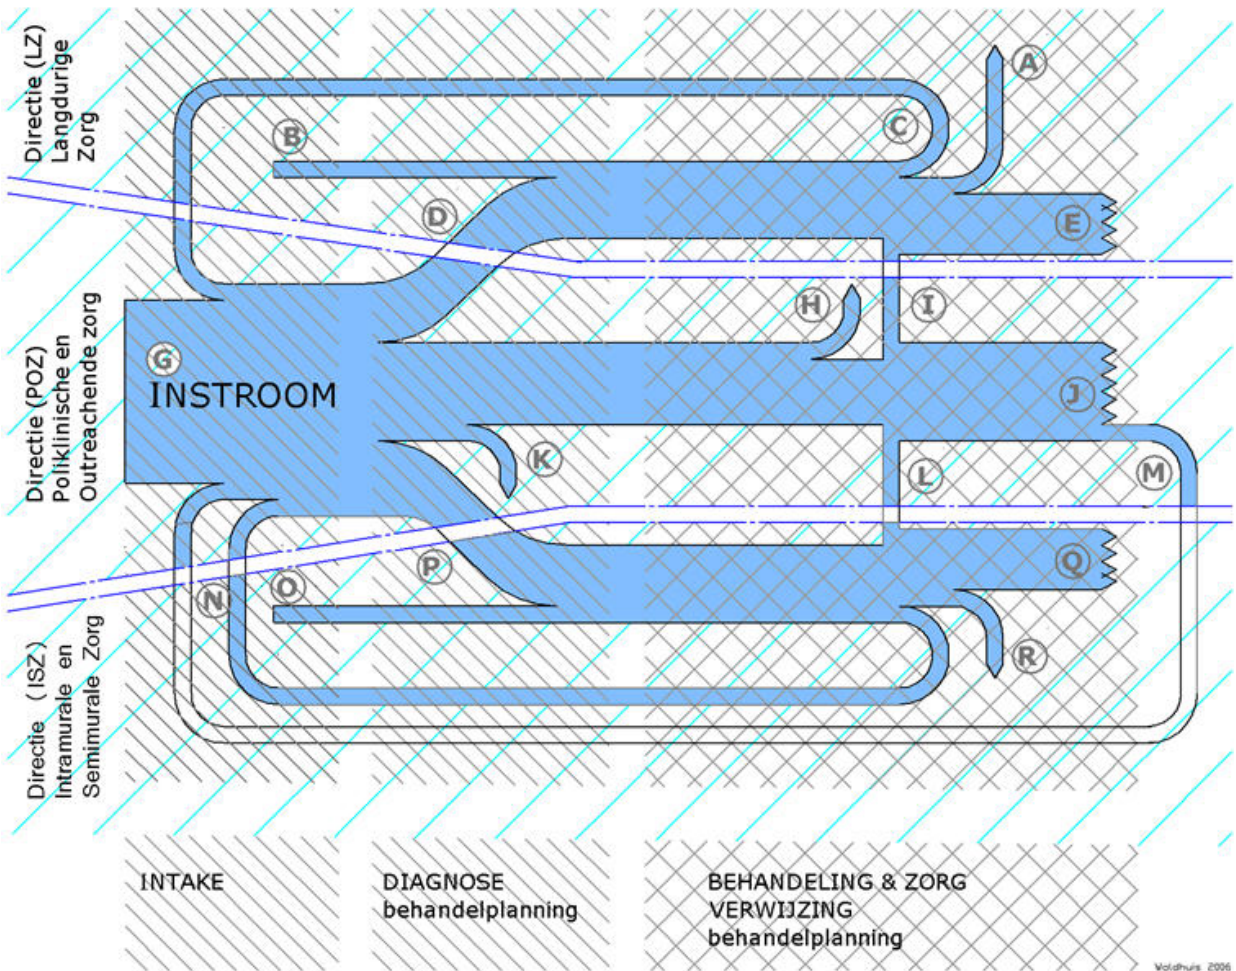 Directie (LZ)
Langdurige
Zorg
A
B
C
D
E
Directie (POZ)
Poliklinische en
Outreachende zorg
G
INSTROOM
H
I
J
K
L
M
Directie (ISZ)
Intramurale en
Semimurale Zorg
N
O
P
Q
R
INTAKE
DIAGNOSE
behandelplanning
BEHANDELING & ZORG
VERWIJZING
behandelplanning
Waldhuis 2006